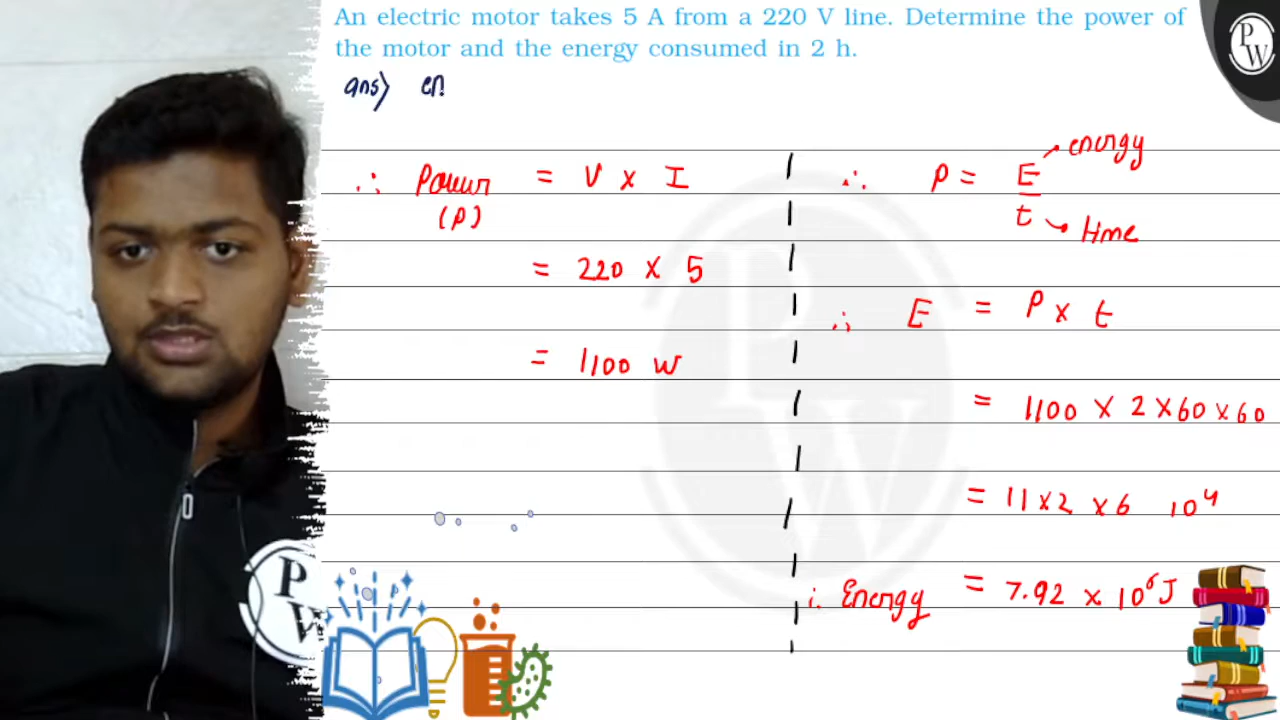 An electric motor takes 5 A from a 220 V line. Determine the power of
the motor and the energy consumed in 2 h.
ans) en
∴ Power = V × I
(P)
= 220 × 5
= 1100 W
∴ P = E/t
energy
time
∴ E = P × t
= 1100 × 2 × 60 × 60
= 11 × 2 × 6 10⁴
∴ Energy = 7.92 × 10⁶ J
P
W
P
W
P
W